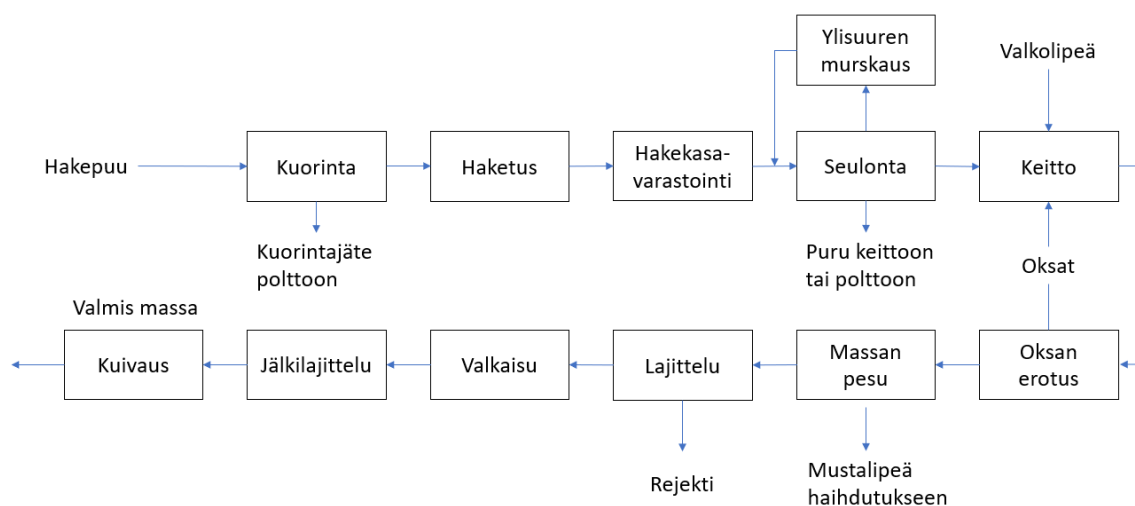 Ylisuuren
murskaus
Valkolipeä
Hakepuu
Kuorinta
Haketus
Hakekasa-
varastointi
Seulonta
Keitto
Kuorintajäte
polttoon
Puru keittoon
tai polttoon
Oksat
Valmis massa
Kuivaus
Jälkilajittelu
Valkaisu
Lajittelu
Massan
pesu
Oksan
erotus
Rejekti
Mustalipeä
haihdutukseen